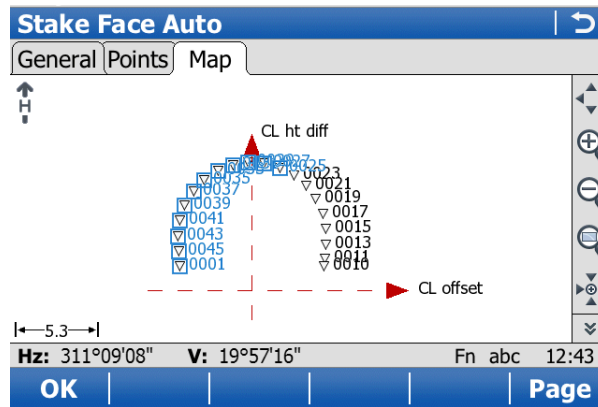 Stake Face Auto
General Points Map
H
CL ht diff
0027
0025
0023
0035
0021
0037
0019
0039
0017
0041
0015
0043
0013
0045
0011
0001
0010
CL offset
5.3
Hz: 311°09'08" V: 19°57'16" Fn abc 12:43
OK Page